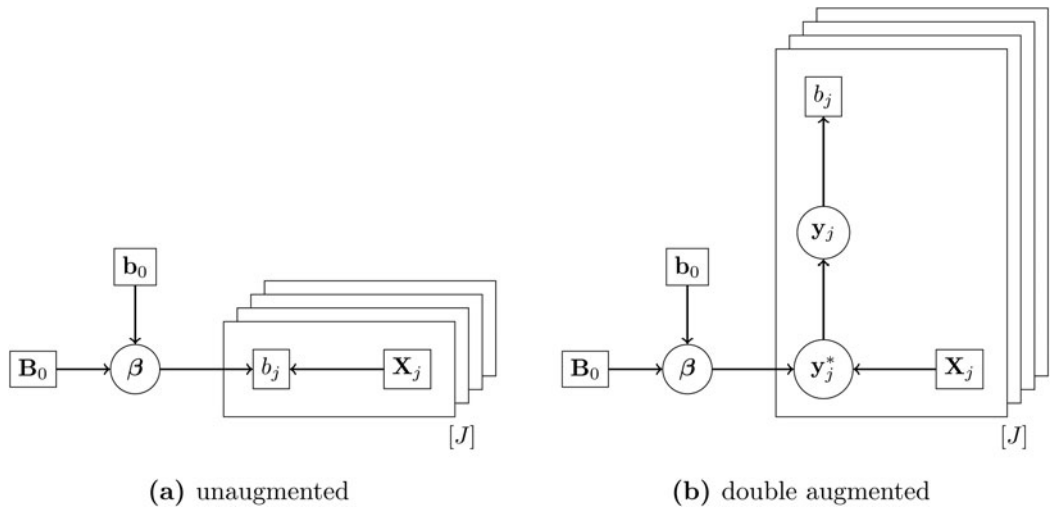 b₀
B₀ β b_j X_j
[J]
(a) unaugmented
b_j
y_j
b₀
B₀ β y*_j X_j
[J]
(b) double augmented